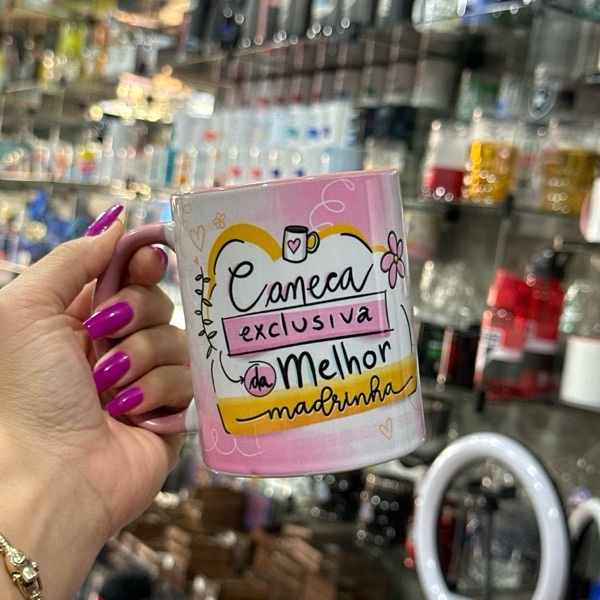 Caneca
exclusiva
da Melhor
madrinha